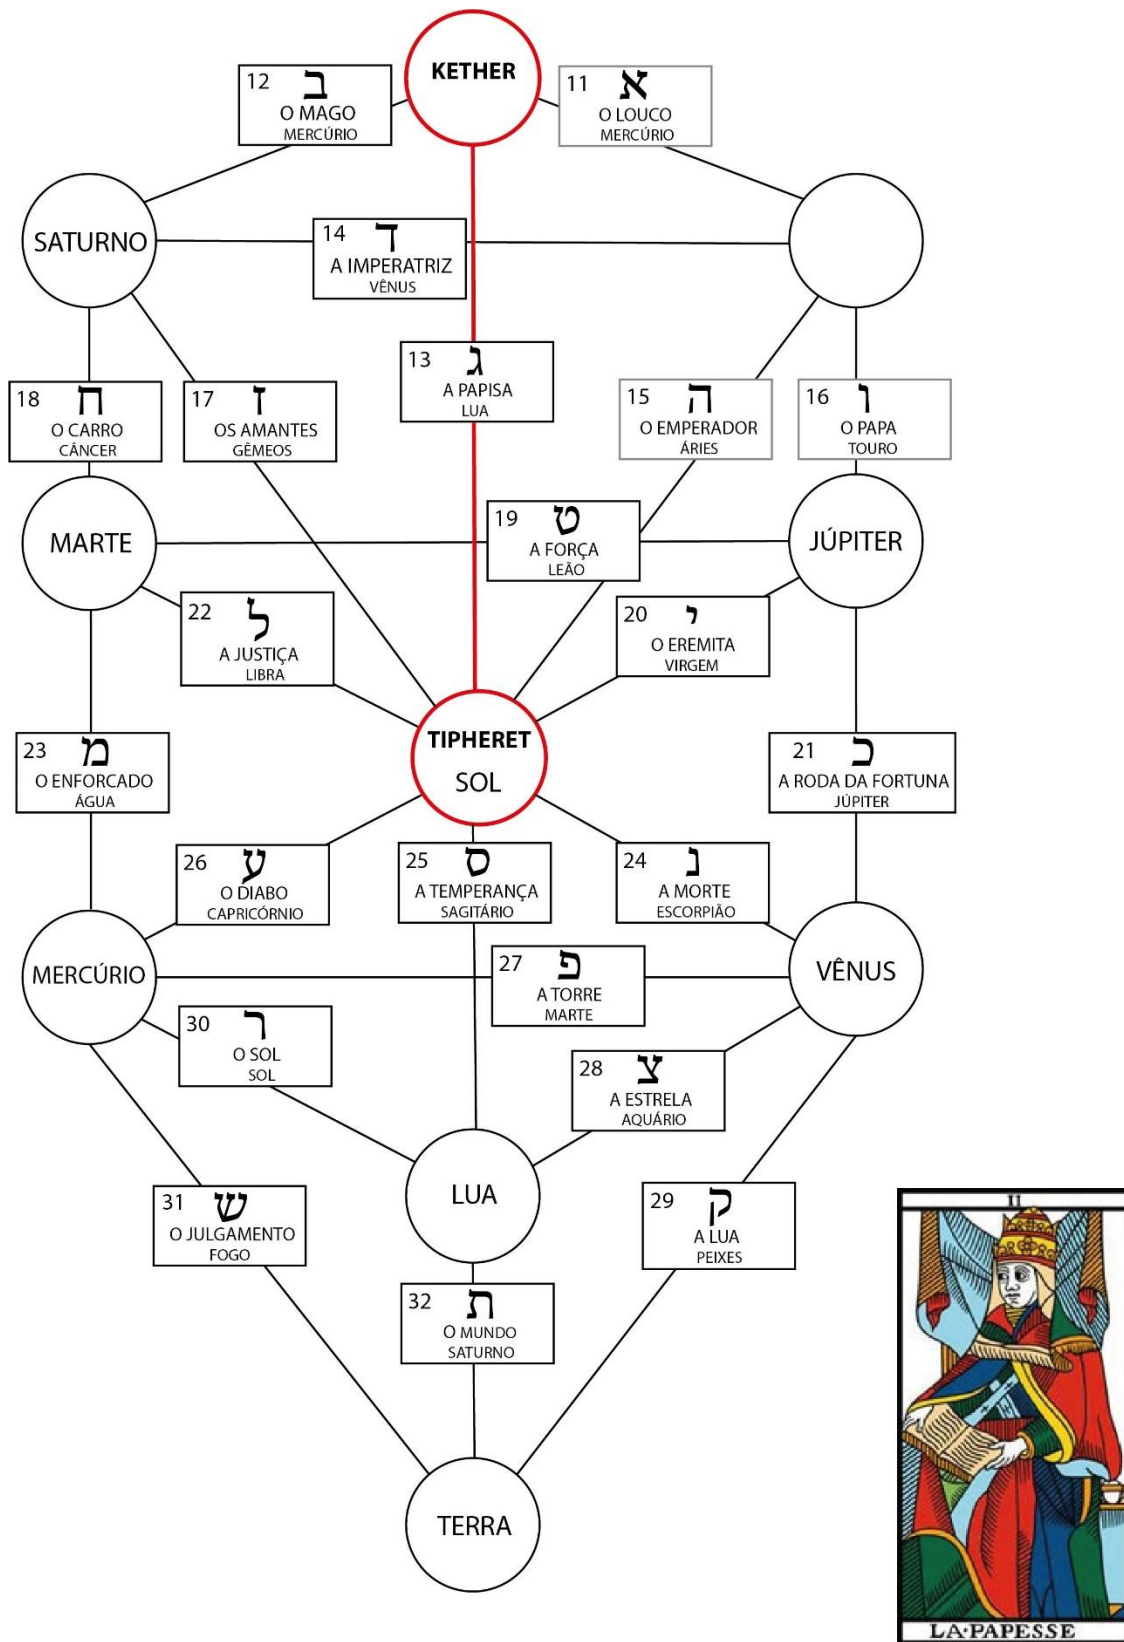 KETHER
12 ב
O MAGO
MERCÚRIO
11 א
O LOUCO
MERCÚRIO
SATURNO
14 ד
A IMPERATRIZ
VÊNUS
13 ג
A PAPISA
LUA
18 ח
O CARRO
CÂNCER
17 ז
OS AMANTES
GÊMEOS
15 ה
O EMPERADOR
ÁRIES
16 ו
O PAPA
TOURO
MARTE
19 ט
A FORÇA
LEÃO
JÚPITER
22 ל
A JUSTIÇA
LIBRA
20 י
O EREMITA
VIRGEM
TIPHERET
SOL
23 מ
O ENFORCADO
ÁGUA
21 כ
A RODA DA FORTUNA
JÚPITER
26 ע
O DIABO
CAPRICÓRNIO
25 ס
A TEMPERANÇA
SAGITÁRIO
24 נ
A MORTE
ESCORPIÃO
MERCÚRIO
27 פ
A TORRE
MARTE
VÊNUS
30 ר
O SOL
SOL
28 צ
A ESTRELA
AQUÁRIO
LUA
31 ש
O JULGAMENTO
FOGO
29 ק
A LUA
PEIXES
32 ת
O MUNDO
SATURNO
TERRA
II
LA·PAPESSE